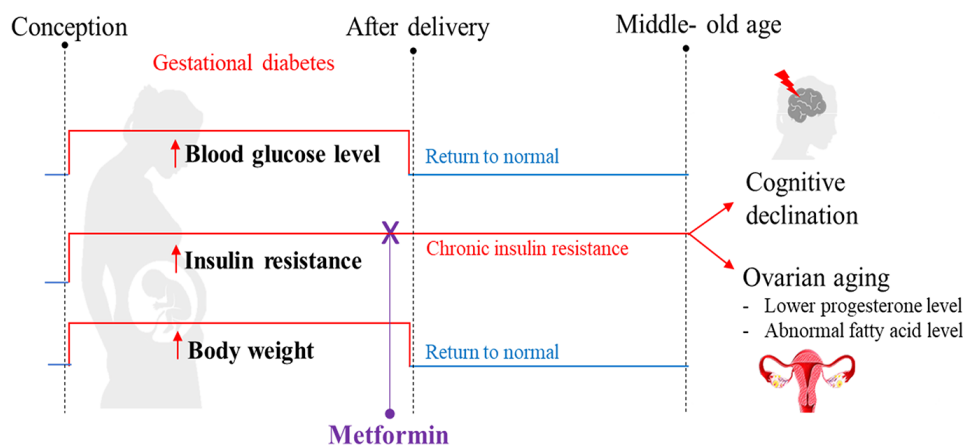 Conception
After delivery
Middle- old age
Gestational diabetes
Blood glucose level
Return to normal
Cognitive
declination
X
Insulin resistance
Chronic insulin resistance
Ovarian aging
- Lower progesterone level
- Abnormal fatty acid level
Body weight
Return to normal
Metformin